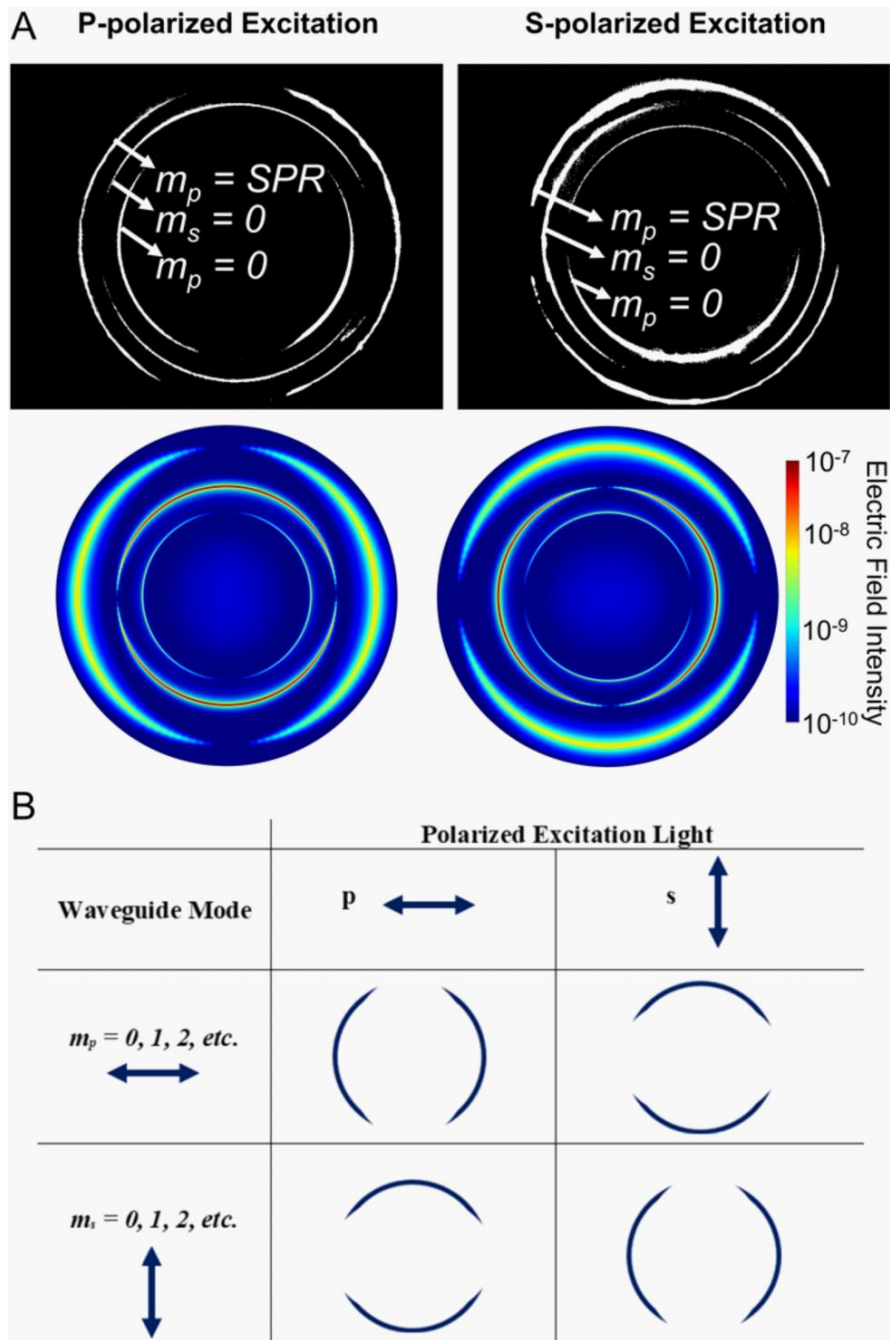 A
P-polarized Excitation
S-polarized Excitation
m_p = SPR
m_s = 0
m_p = 0
m_p = SPR
m_s = 0
m_p = 0
10^-7
10^-8
10^-9
10^-10
Electric Field Intensity
B
Polarized Excitation Light
Waveguide Mode
p
s
m_p = 0, 1, 2, etc.
m_s = 0, 1, 2, etc.